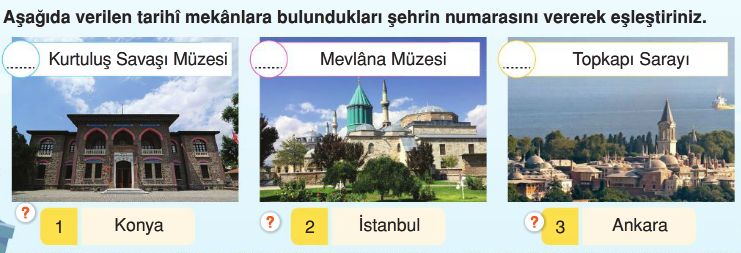 Aşağıda verilen tarihî mekânlara bulundukları şehrin numarasını vererek eşleştiriniz.
........ Kurtuluş Savaşı Müzesi
........ Mevlâna Müzesi
........ Topkapı Sarayı
? 1 Konya
? 2 İstanbul
? 3 Ankara